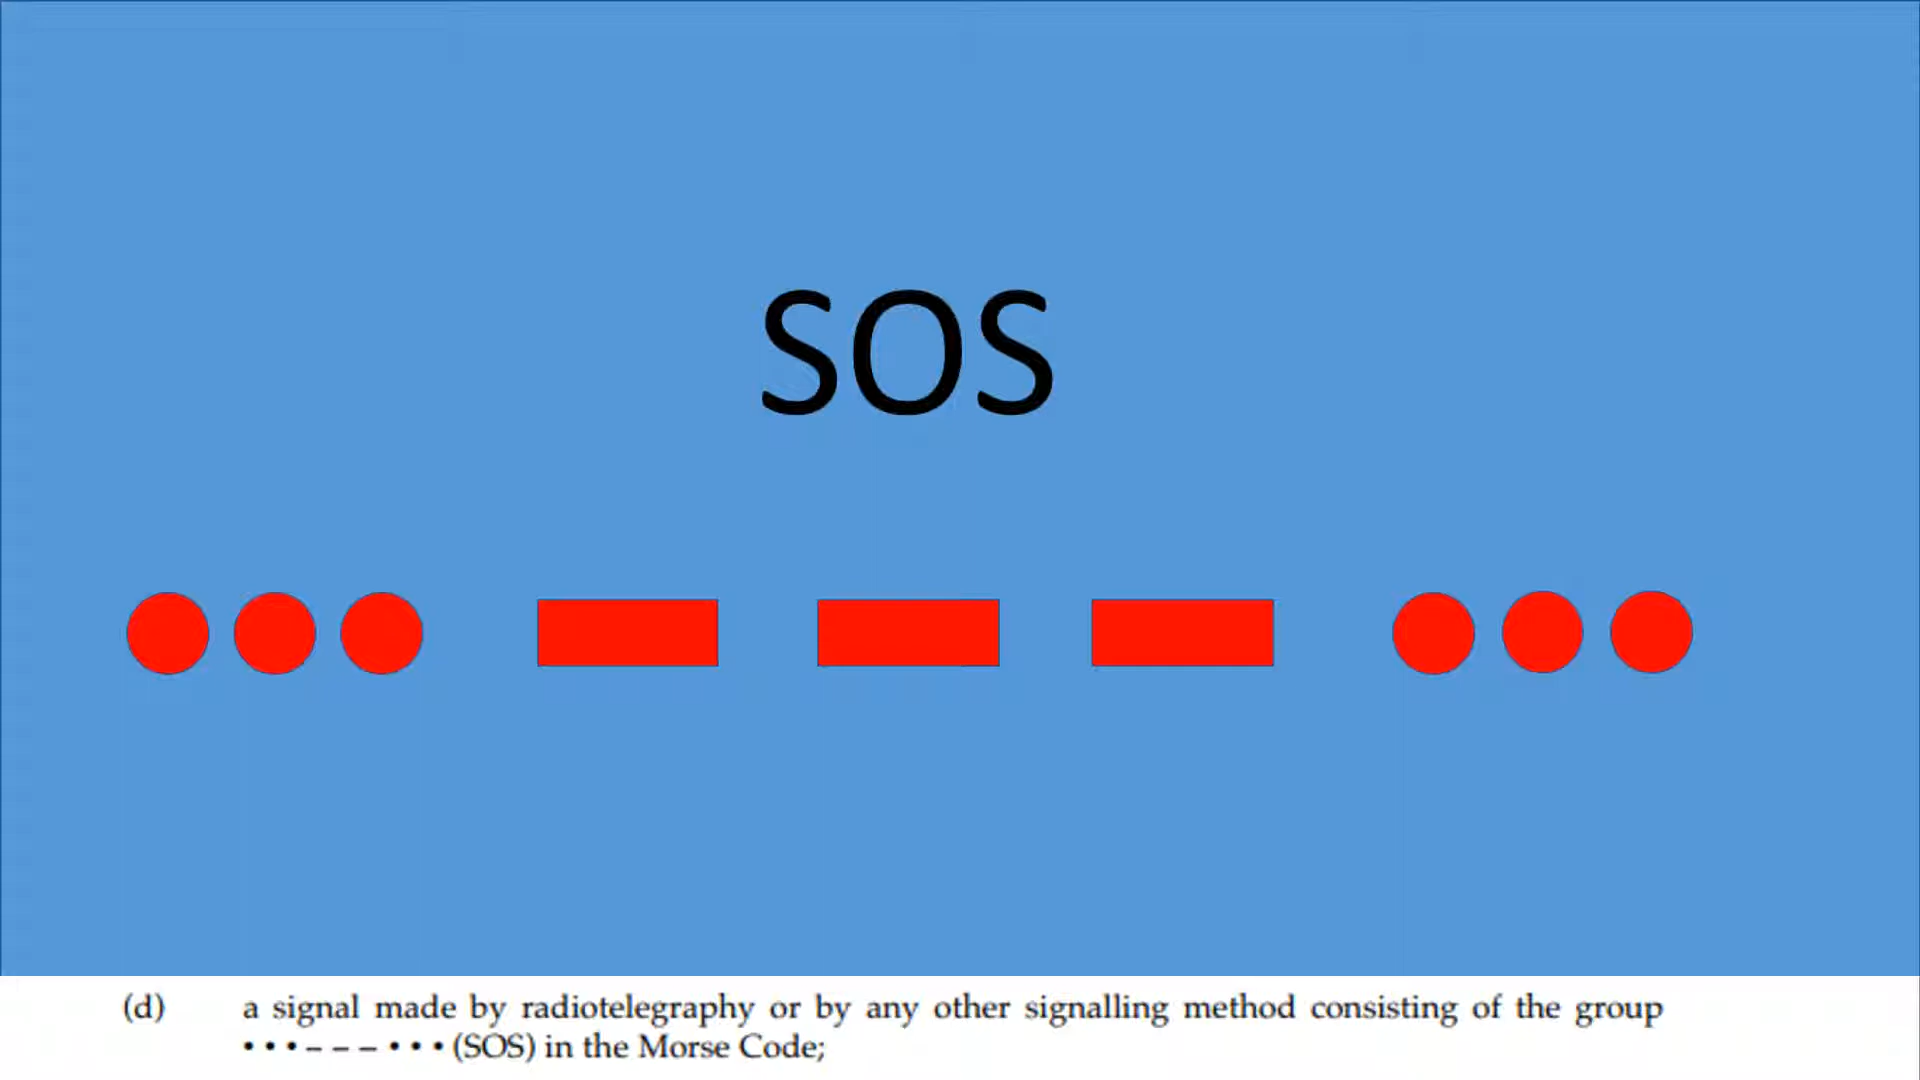 SOS
(d) a signal made by radiotelegraphy or by any other signalling method consisting of the group
• • • – – – • • • (SOS) in the Morse Code;